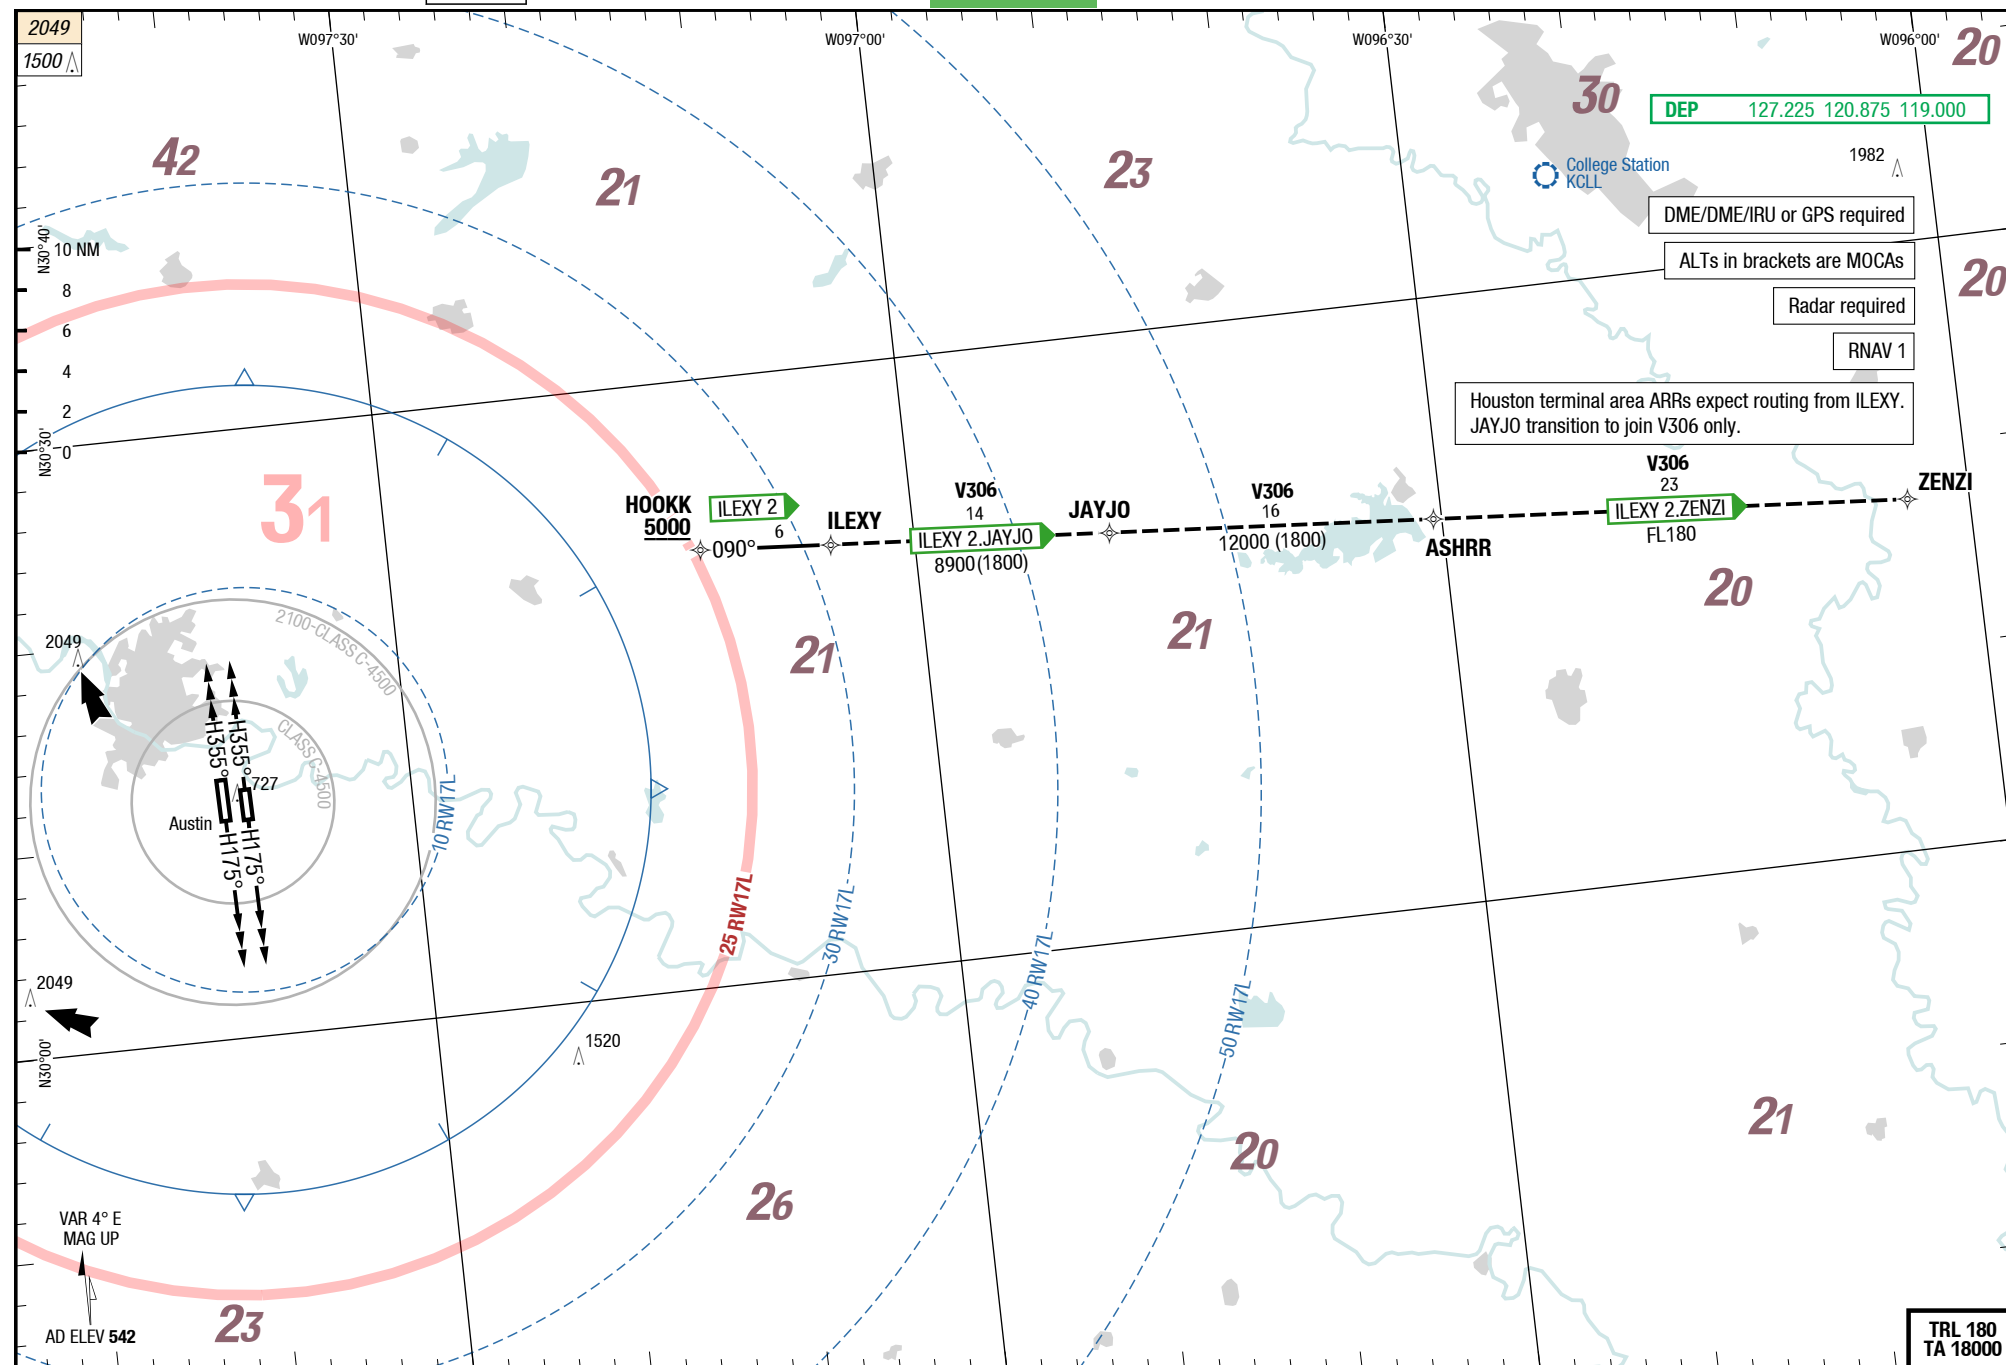 2049
1500
W097°30'
W097°00'
W096°30'
W096°00'
20
30
DEP 127.225 120.875 119.000
42
21
23
1982
College Station
KCLL
DME/DME/IRU or GPS required
N30°40'
10 NM
ALTs in brackets are MOCAs
20
8
Radar required
6
RNAV 1
4
2
Houston terminal area ARRs expect routing from ILEXY.
JAYJO transition to join V306 only.
N30°30'
0
31
HOOKK
5000
ILEXY 2
6
090°
ILEXY
V306
14
ILEXY 2.JAYJO
8900(1800)
JAYJO
V306
16
12000 (1800)
ASHRR
V306
23
ILEXY 2.ZENZI
FL180
ZENZI
20
2100-CLASS C-4500
2049
21
21
CLASS C-4500
H355°
H355°
727
Austin
H175°
H175°
10 RW17L
25 RW17L
30 RW17L
40 RW17L
50 RW17L
2049
1520
N30°00'
21
20
26
VAR 4° E
MAG UP
23
AD ELEV 542
TRL 180
TA 18000